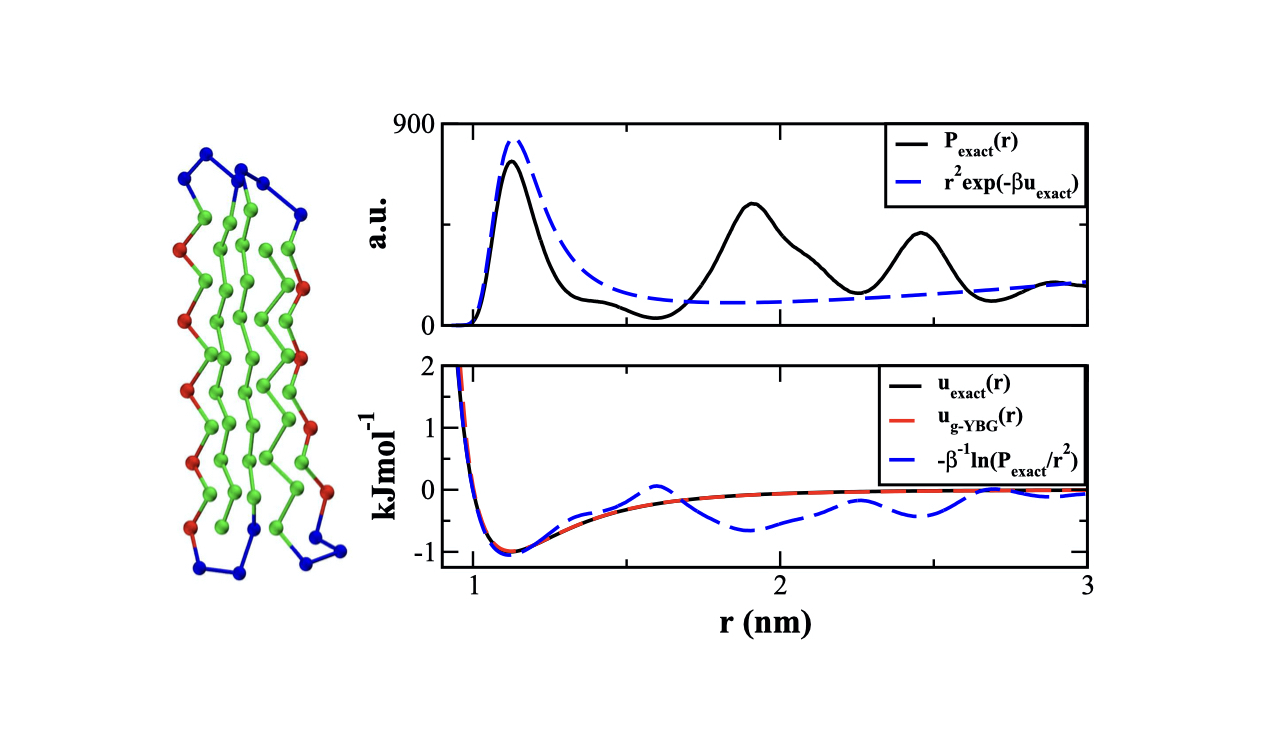 900
0
a.u.
P_exact(r)
r^2exp(-βu_exact)
2
1
0
-1
kJmol^-1
u_exact(r)
u_g-YBG(r)
-β^-1ln(P_exact/r^2)
1
2
3
r (nm)